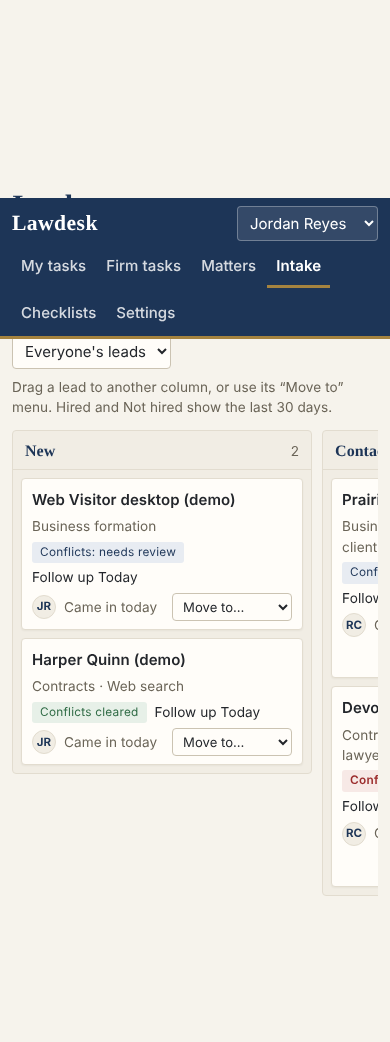 Lawdesk
Jordan Reyes
My tasks Firm tasks Matters Intake
Checklists Settings
Everyone's leads
Drag a lead to another column, or use its “Move to”
menu. Hired and Not hired show the last 30 days.
New 2
Web Visitor desktop (demo)
Business formation
Conflicts: needs review
Follow up Today
JR Came in today Move to...
Harper Quinn (demo)
Contracts · Web search
Conflicts cleared Follow up Today
JR Came in today Move to...
RC
RC